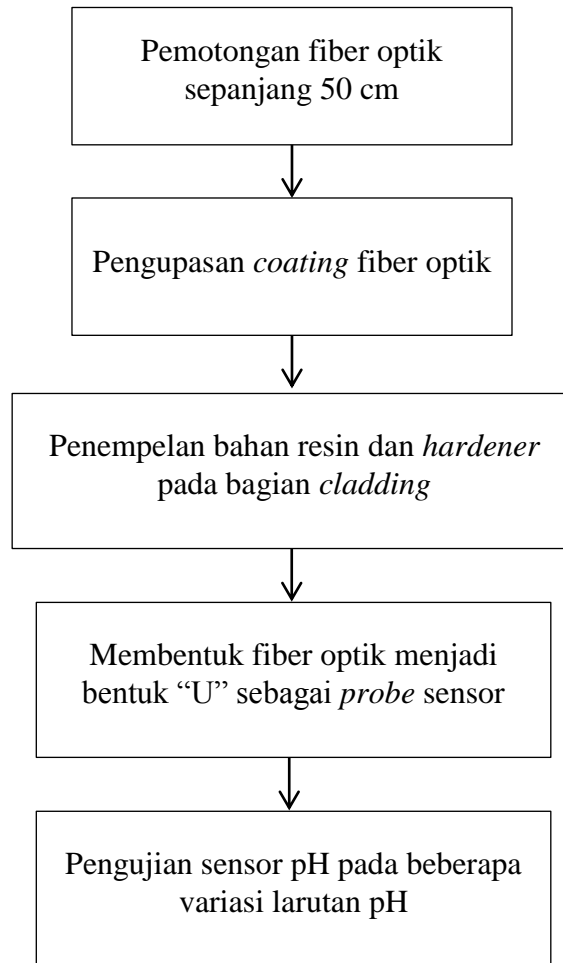 Pemotongan fiber optik
sepanjang 50 cm
Pengupasan coating fiber optik
Penempelan bahan resin dan hardener
pada bagian cladding
Membentuk fiber optik menjadi
bentuk “U” sebagai probe sensor
Pengujian sensor pH pada beberapa
variasi larutan pH